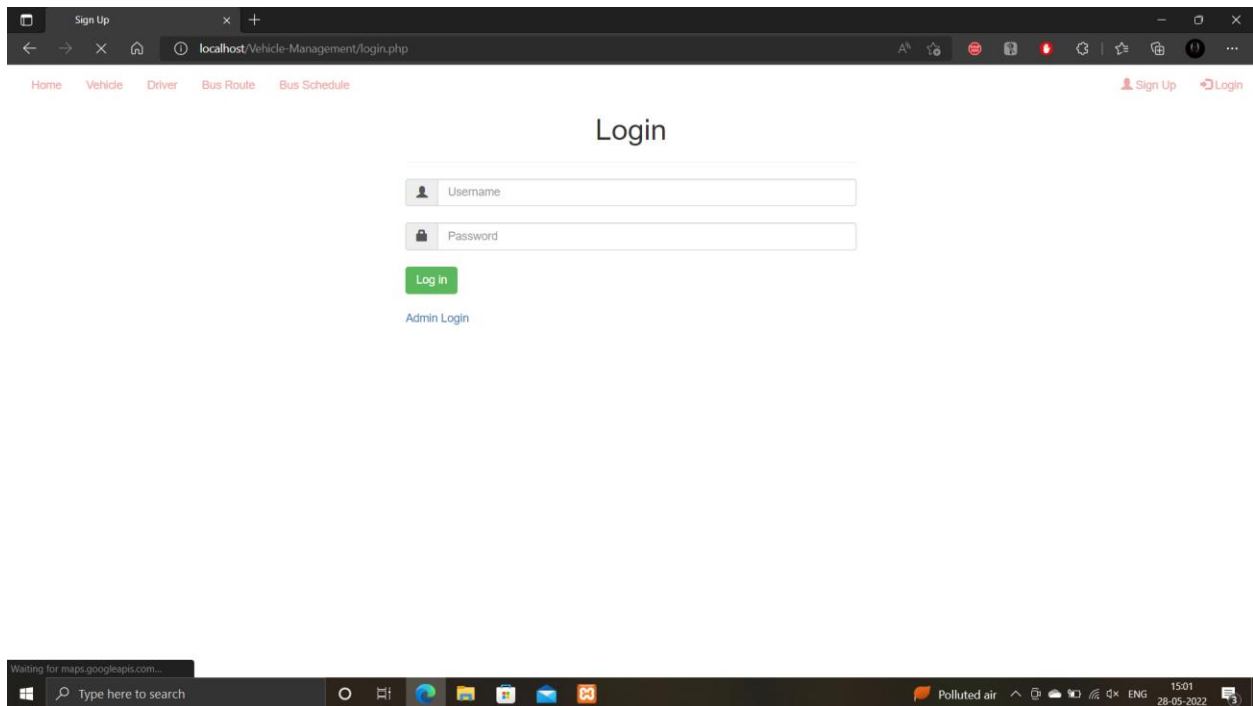 Sign Up
localhost/Vehicle-Management/login.php
Home Vehicle Driver Bus Route Bus Schedule Sign Up Login
Login
Username
Password
Log in
Admin Login
Waiting for maps.googleapis.com...
Type here to search Polluted air ENG 15:01
28-05-2022 3